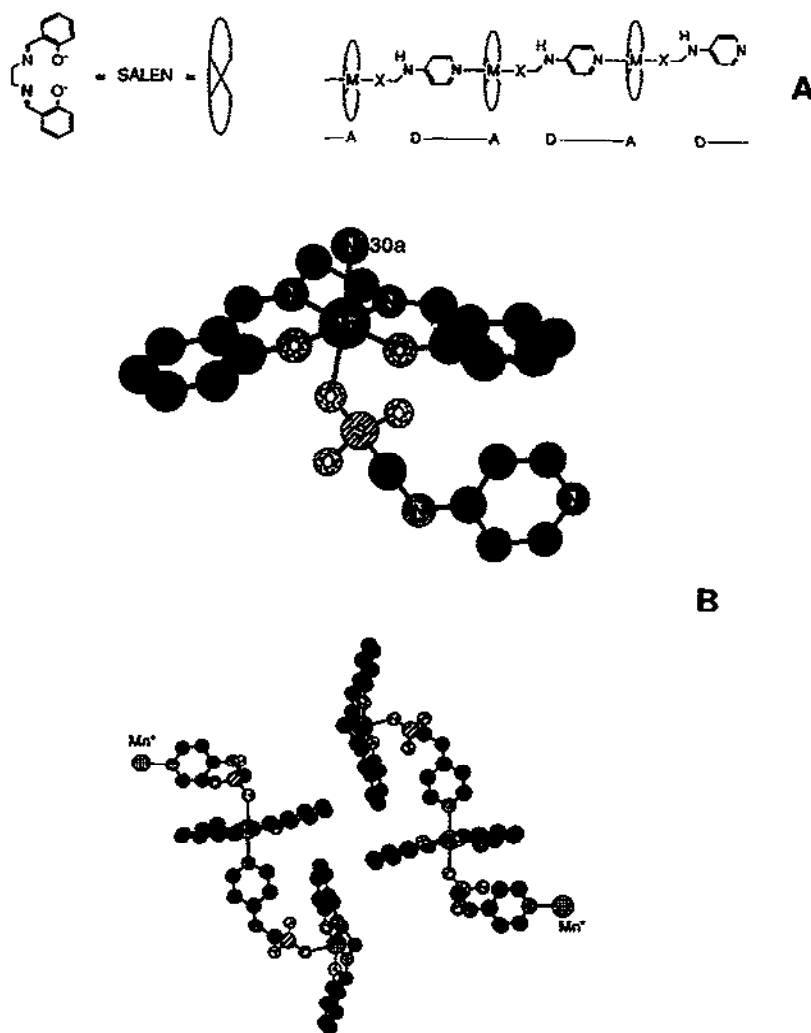 N O-
N O-
= SALEN =
M X H N N M X H N N M X H N N
A
—A D——A D——A D—
N 30a
N N
N
N
B
Mn*
Mn*